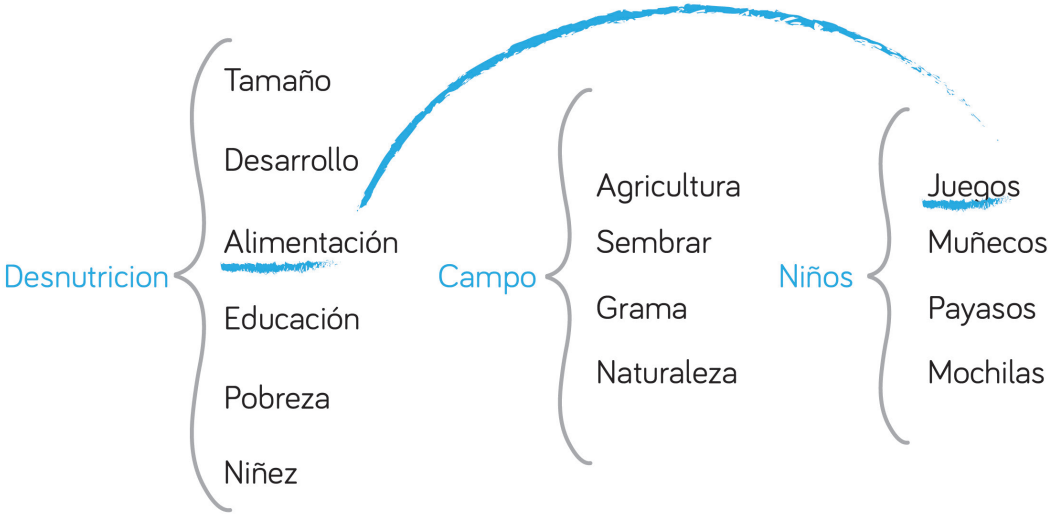 Desnutricion
Tamaño
Desarrollo
Alimentación
Educación
Pobreza
Niñez
Campo
Agricultura
Sembrar
Grama
Naturaleza
Niños
Juegos
Muñecos
Payasos
Mochilas